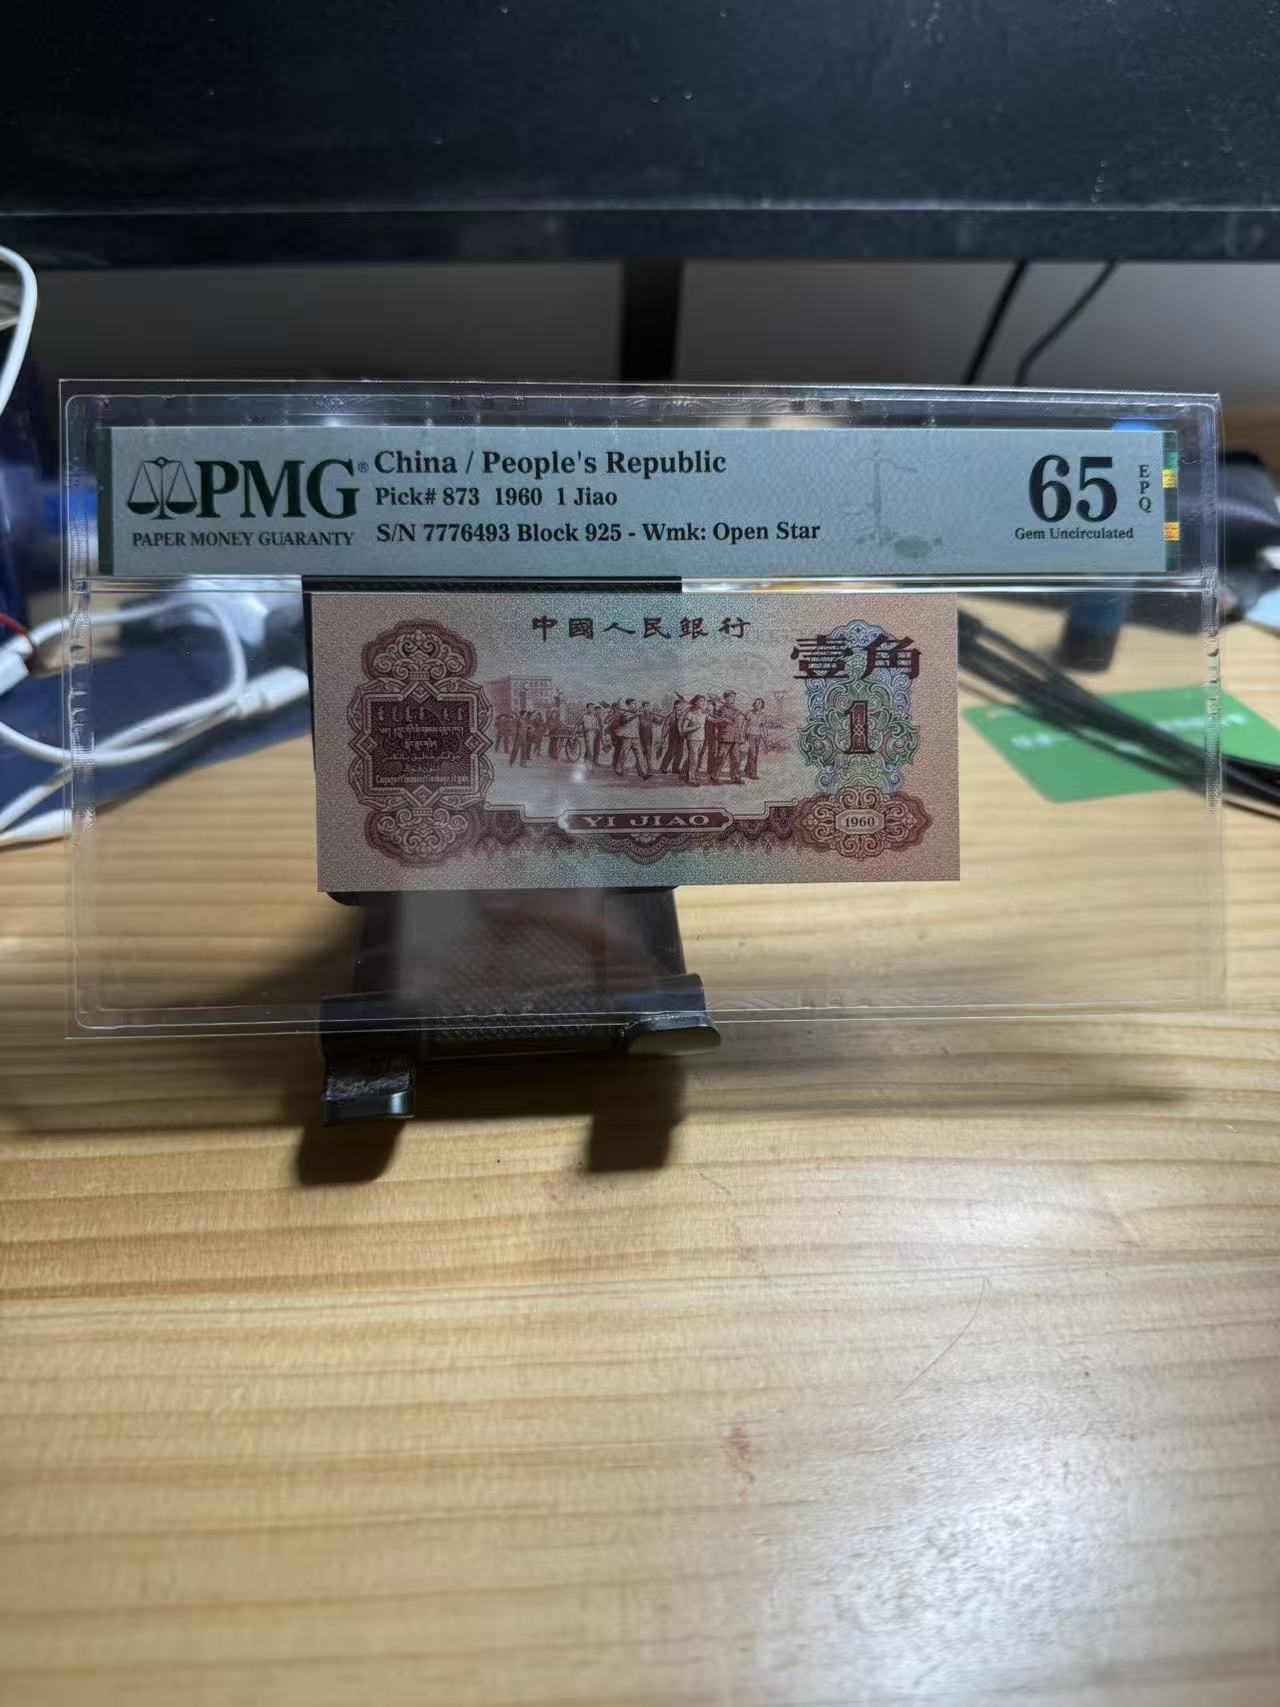 PMG®
PAPER MONEY GUARANTY
China / People's Republic
Pick# 873 1960 1 Jiao
S/N 7776493 Block 925 - Wmk: Open Star
65
EPQ
Gem Uncirculated
中國人民銀行
壹角
1
YI JIAO
1960